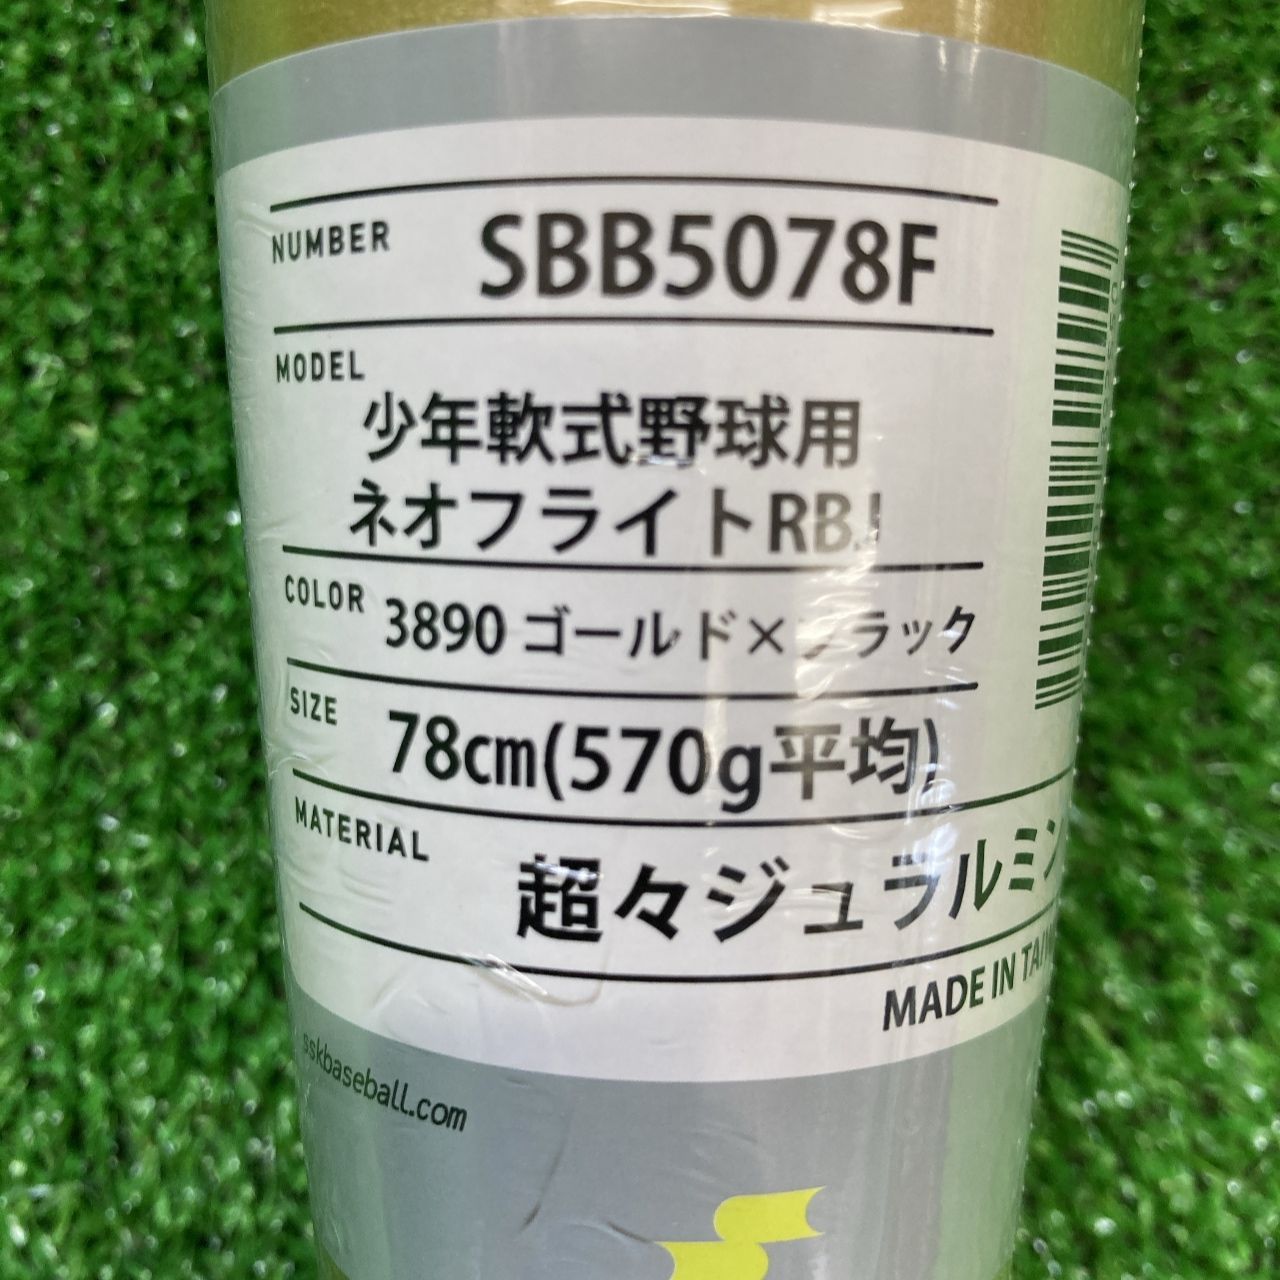 NUMBER SBB5078F
MODEL
少年軟式野球用
ネオフライトRBJ
COLOR 3890 ゴールド×ブラック
SIZE 78cm(570g平均)
MATERIAL
超々ジュラルミン
MADE IN TAIW
sskbaseball.com